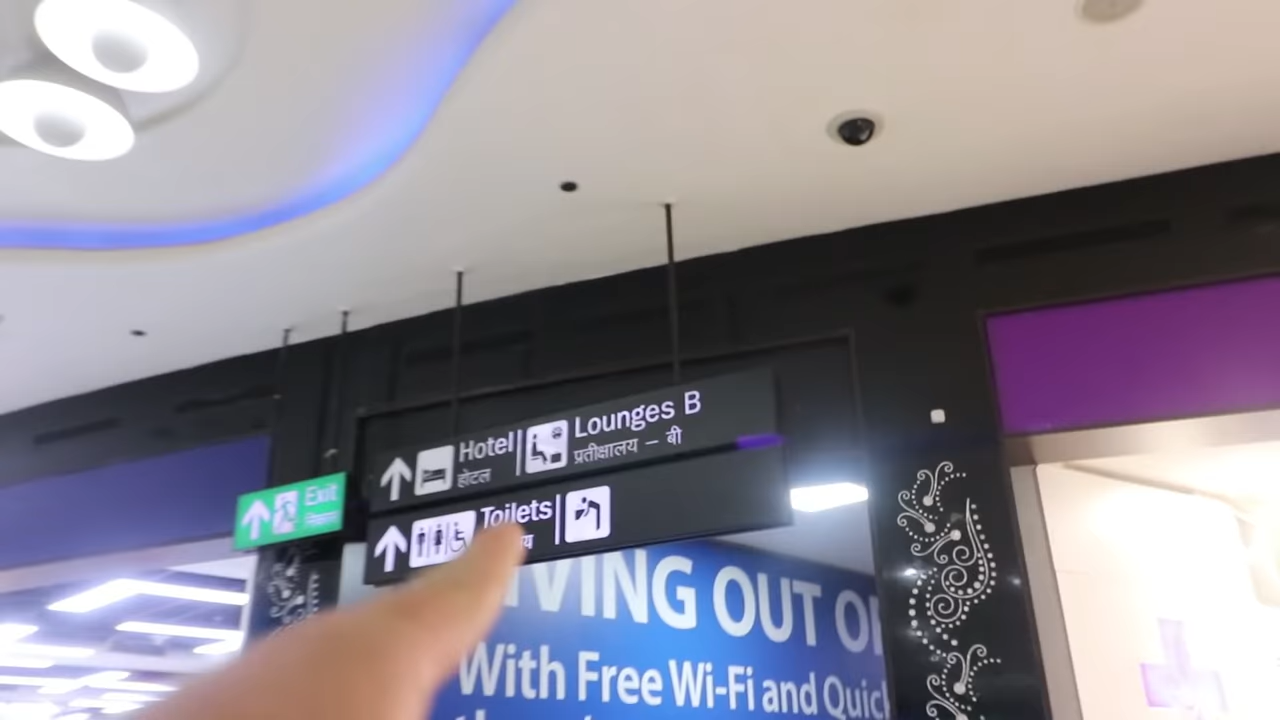 Hotel
होटल
Lounges B
प्रतीक्षालय – बी
Exit
Toilets
VING OUT O
With Free Wi-Fi and Quick